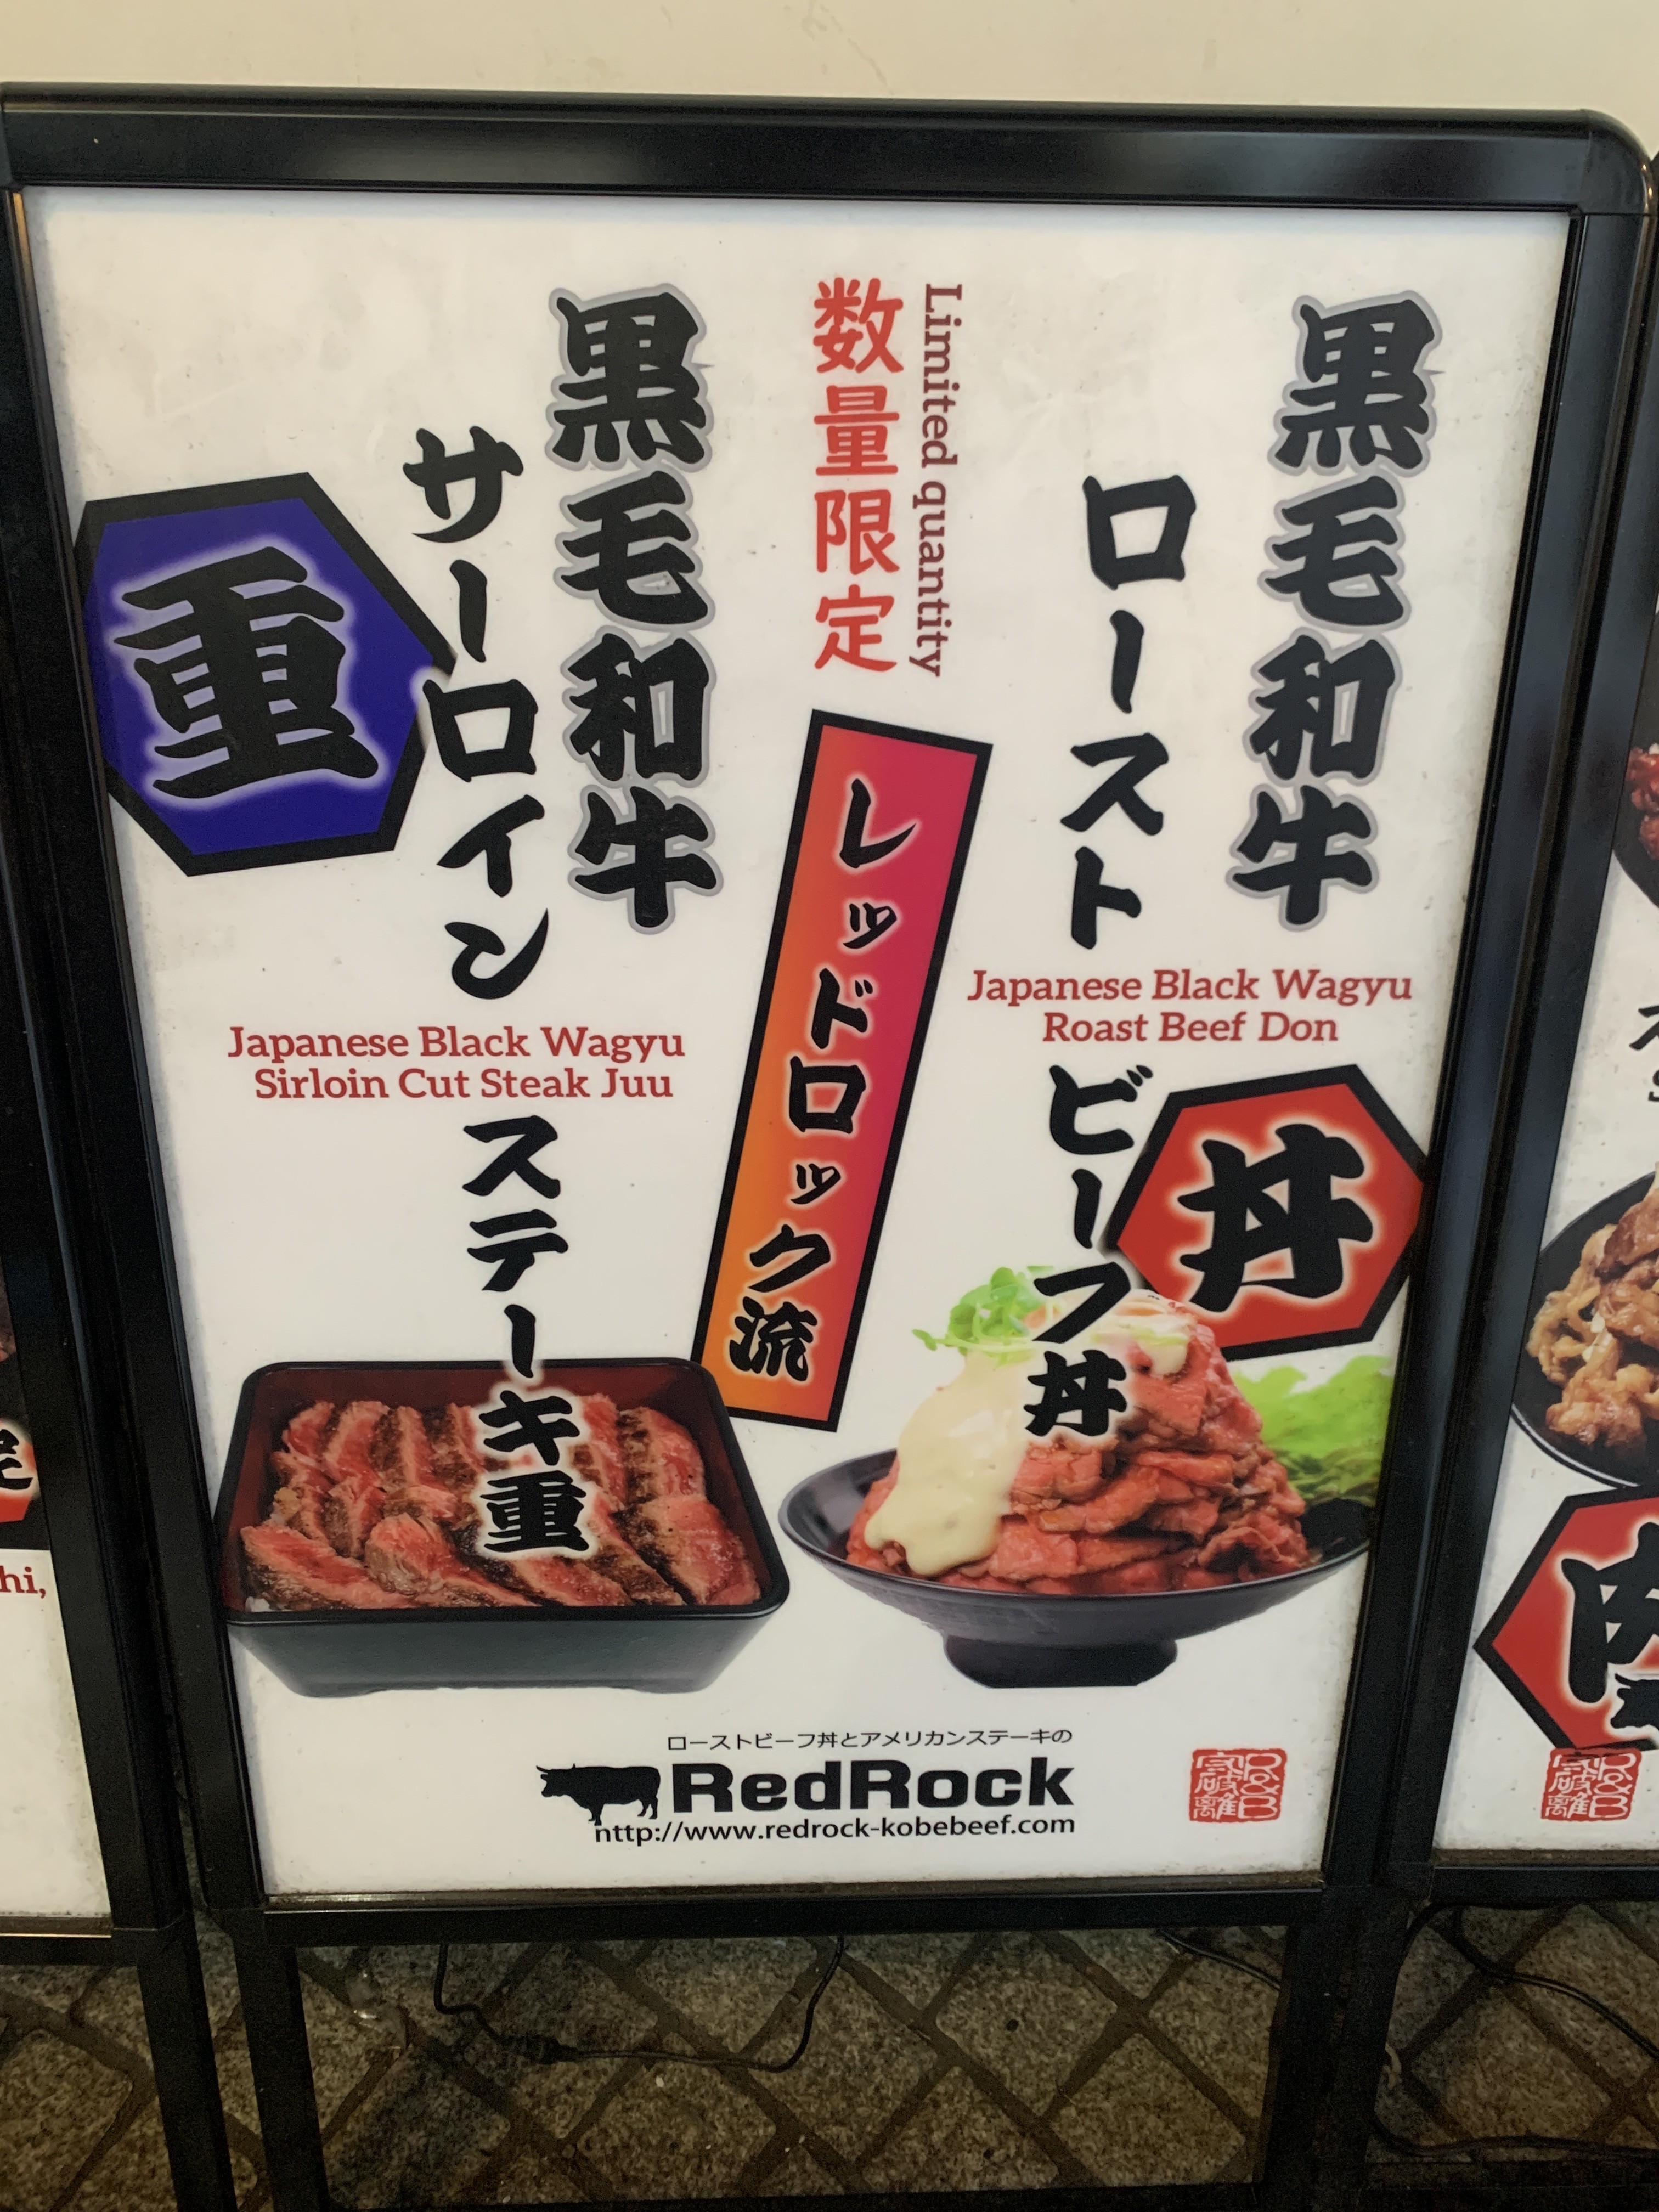 黒毛和牛
ローストビーフ丼
Japanese Black Wagyu
Roast Beef Don
丼
Limited quantity
数量限定
レッドロック流
黒毛和牛
サーロインステーキ重
Japanese Black Wagyu
Sirloin Cut Steak Juu
重
ローストビーフ丼とアメリカンステーキの
RedRock
http://www.redrock-kobebeef.com
hi,
肉